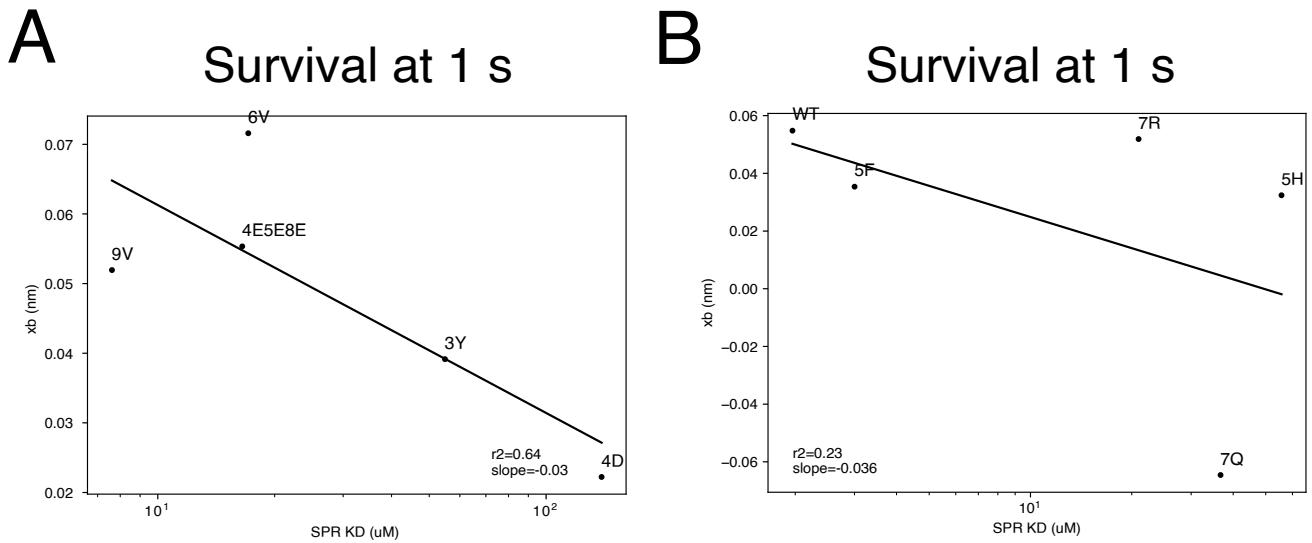 A
Survival at 1 s
6V
4E5E8E
9V
3Y
4D
r2=0.64
slope=-0.03
0.07
0.06
0.05
0.04
0.03
0.02
xb (nm)
10¹
10²
SPR KD (uM)
B
Survival at 1 s
WT
5F
7R
5H
7Q
r2=0.23
slope=-0.036
0.06
0.04
0.02
0.00
−0.02
−0.04
−0.06
xb (nm)
10¹
SPR KD (uM)